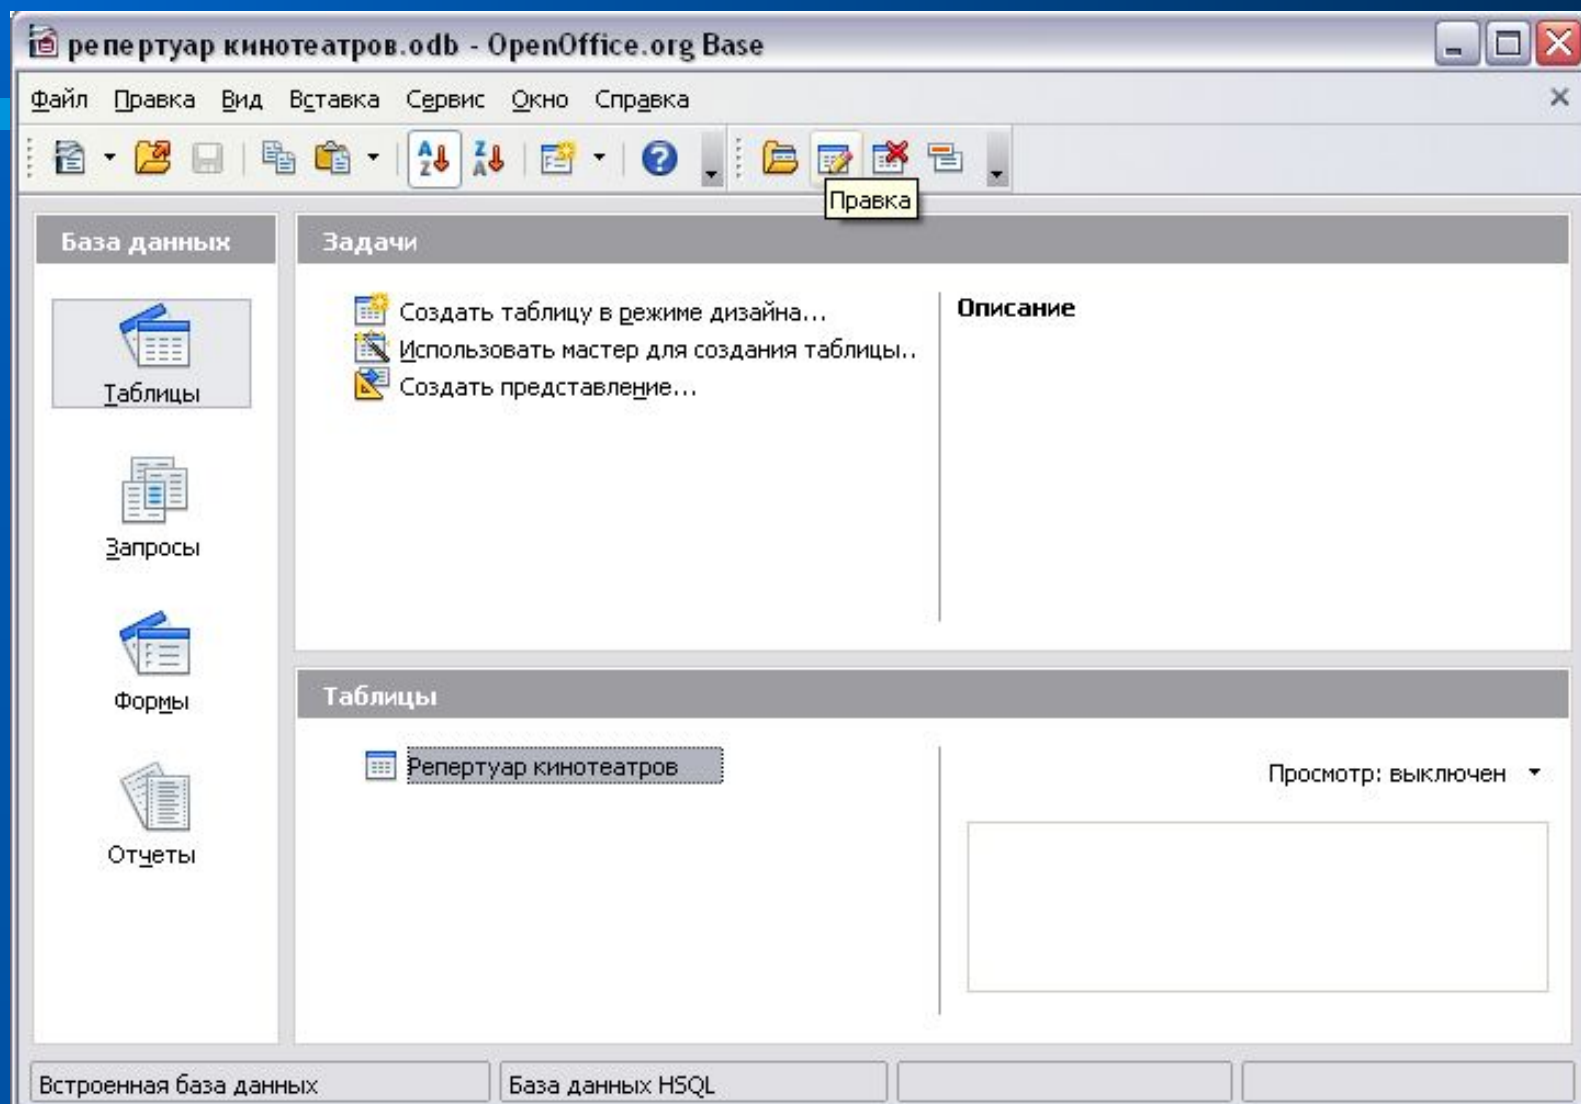 репертуар кинотеатров.odb - OpenOffice.org Base
Файл Правка Вид Вставка Сервис Окно Справка
Правка
База данных
Таблицы
Запросы
Формы
Отчеты
Задачи
Создать таблицу в режиме дизайна...
Использовать мастер для создания таблицы..
Создать представление...
Описание
Таблицы
Репертуар кинотеатров
Просмотр: выключен
Встроенная база данных
База данных HSQL